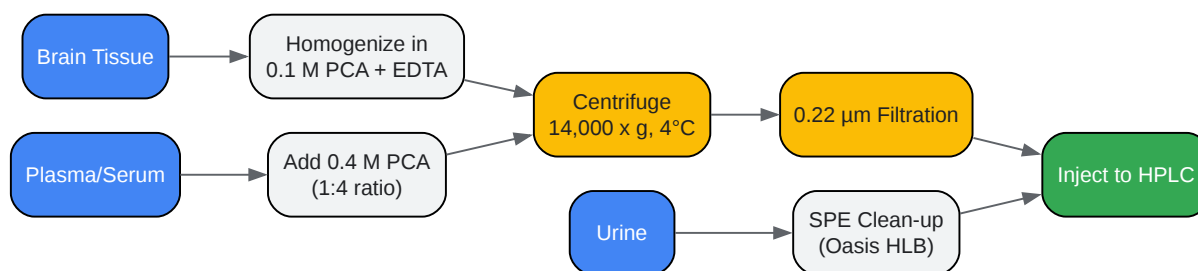 Brain Tissue
Homogenize in
0.1 M PCA + EDTA
Plasma/Serum
Add 0.4 M PCA
(1:4 ratio)
Centrifuge
14,000 x g, 4°C
0.22 µm Filtration
Urine
SPE Clean-up
(Oasis HLB)
Inject to HPLC